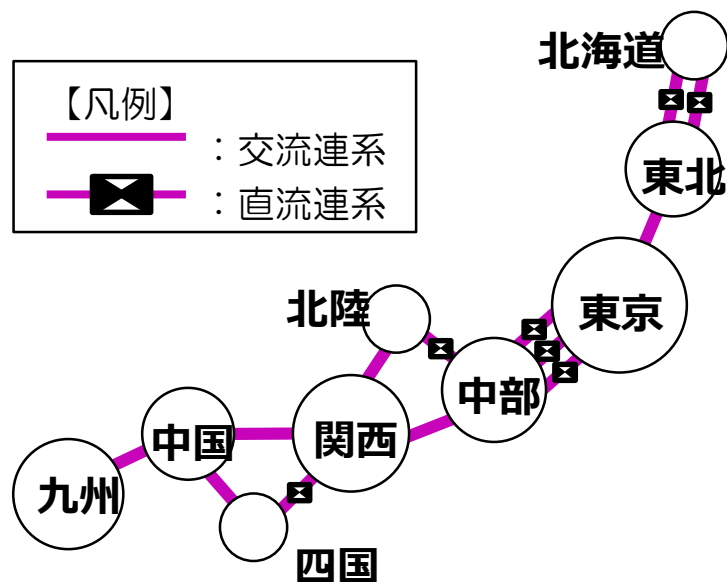 北海道
【凡例】
：交流連系
：直流連系
東北
東京
北陸
中部
関西
中国
九州
四国